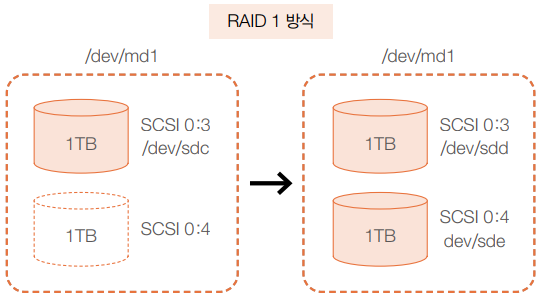 RAID 1 방식
/dev/md1
1TB
SCSI 0:3
/dev/sdc
1TB
SCSI 0:4
/dev/md1
1TB
SCSI 0:3
/dev/sdd
1TB
SCSI 0:4
dev/sde